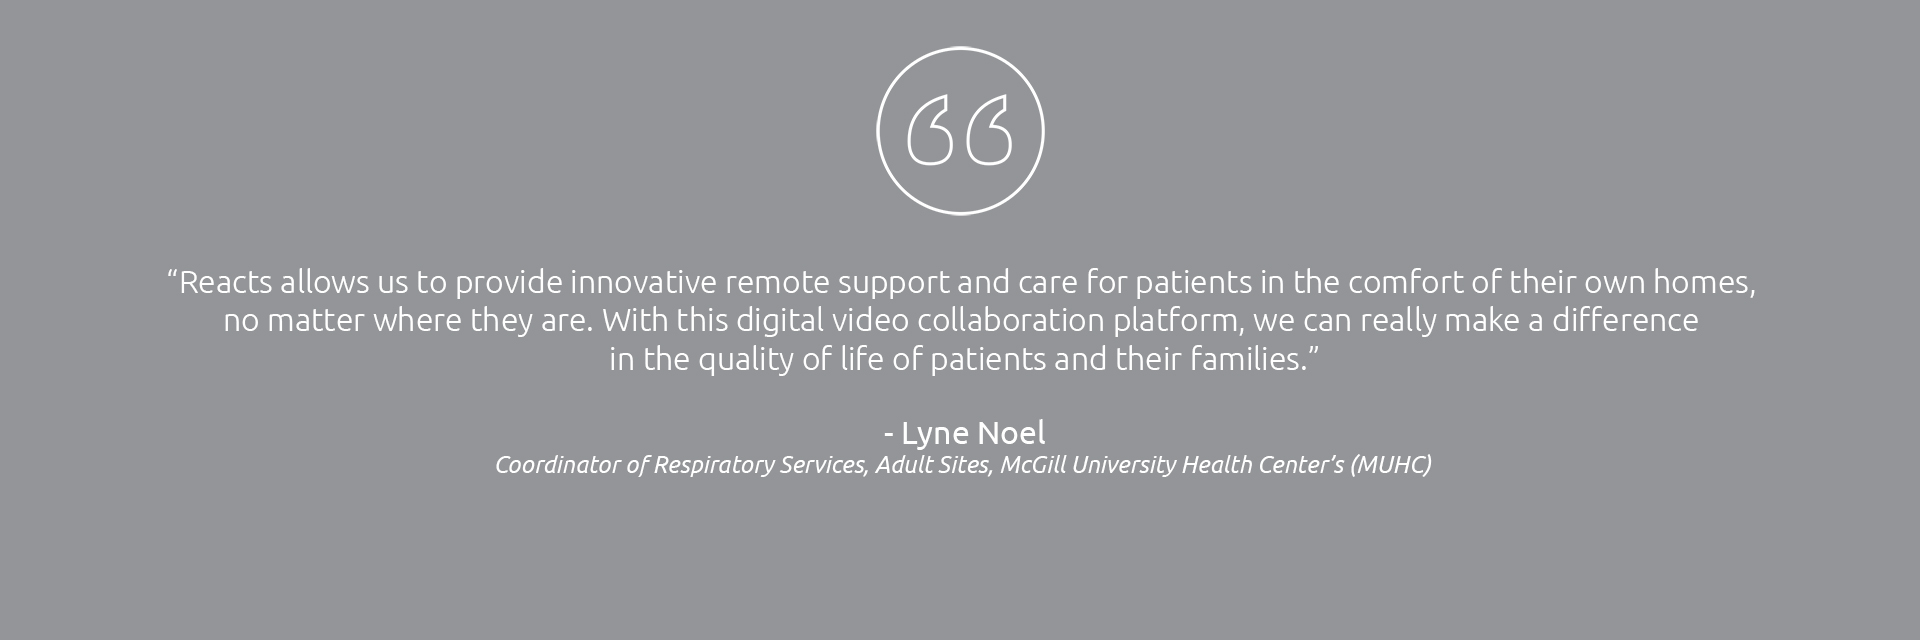 “Reacts allows us to provide innovative remote support and care for patients in the comfort of their own homes,
no matter where they are. With this digital video collaboration platform, we can really make a difference
in the quality of life of patients and their families.”
- Lyne Noel
Coordinator of Respiratory Services, Adult Sites, McGill University Health Center’s (MUHC)